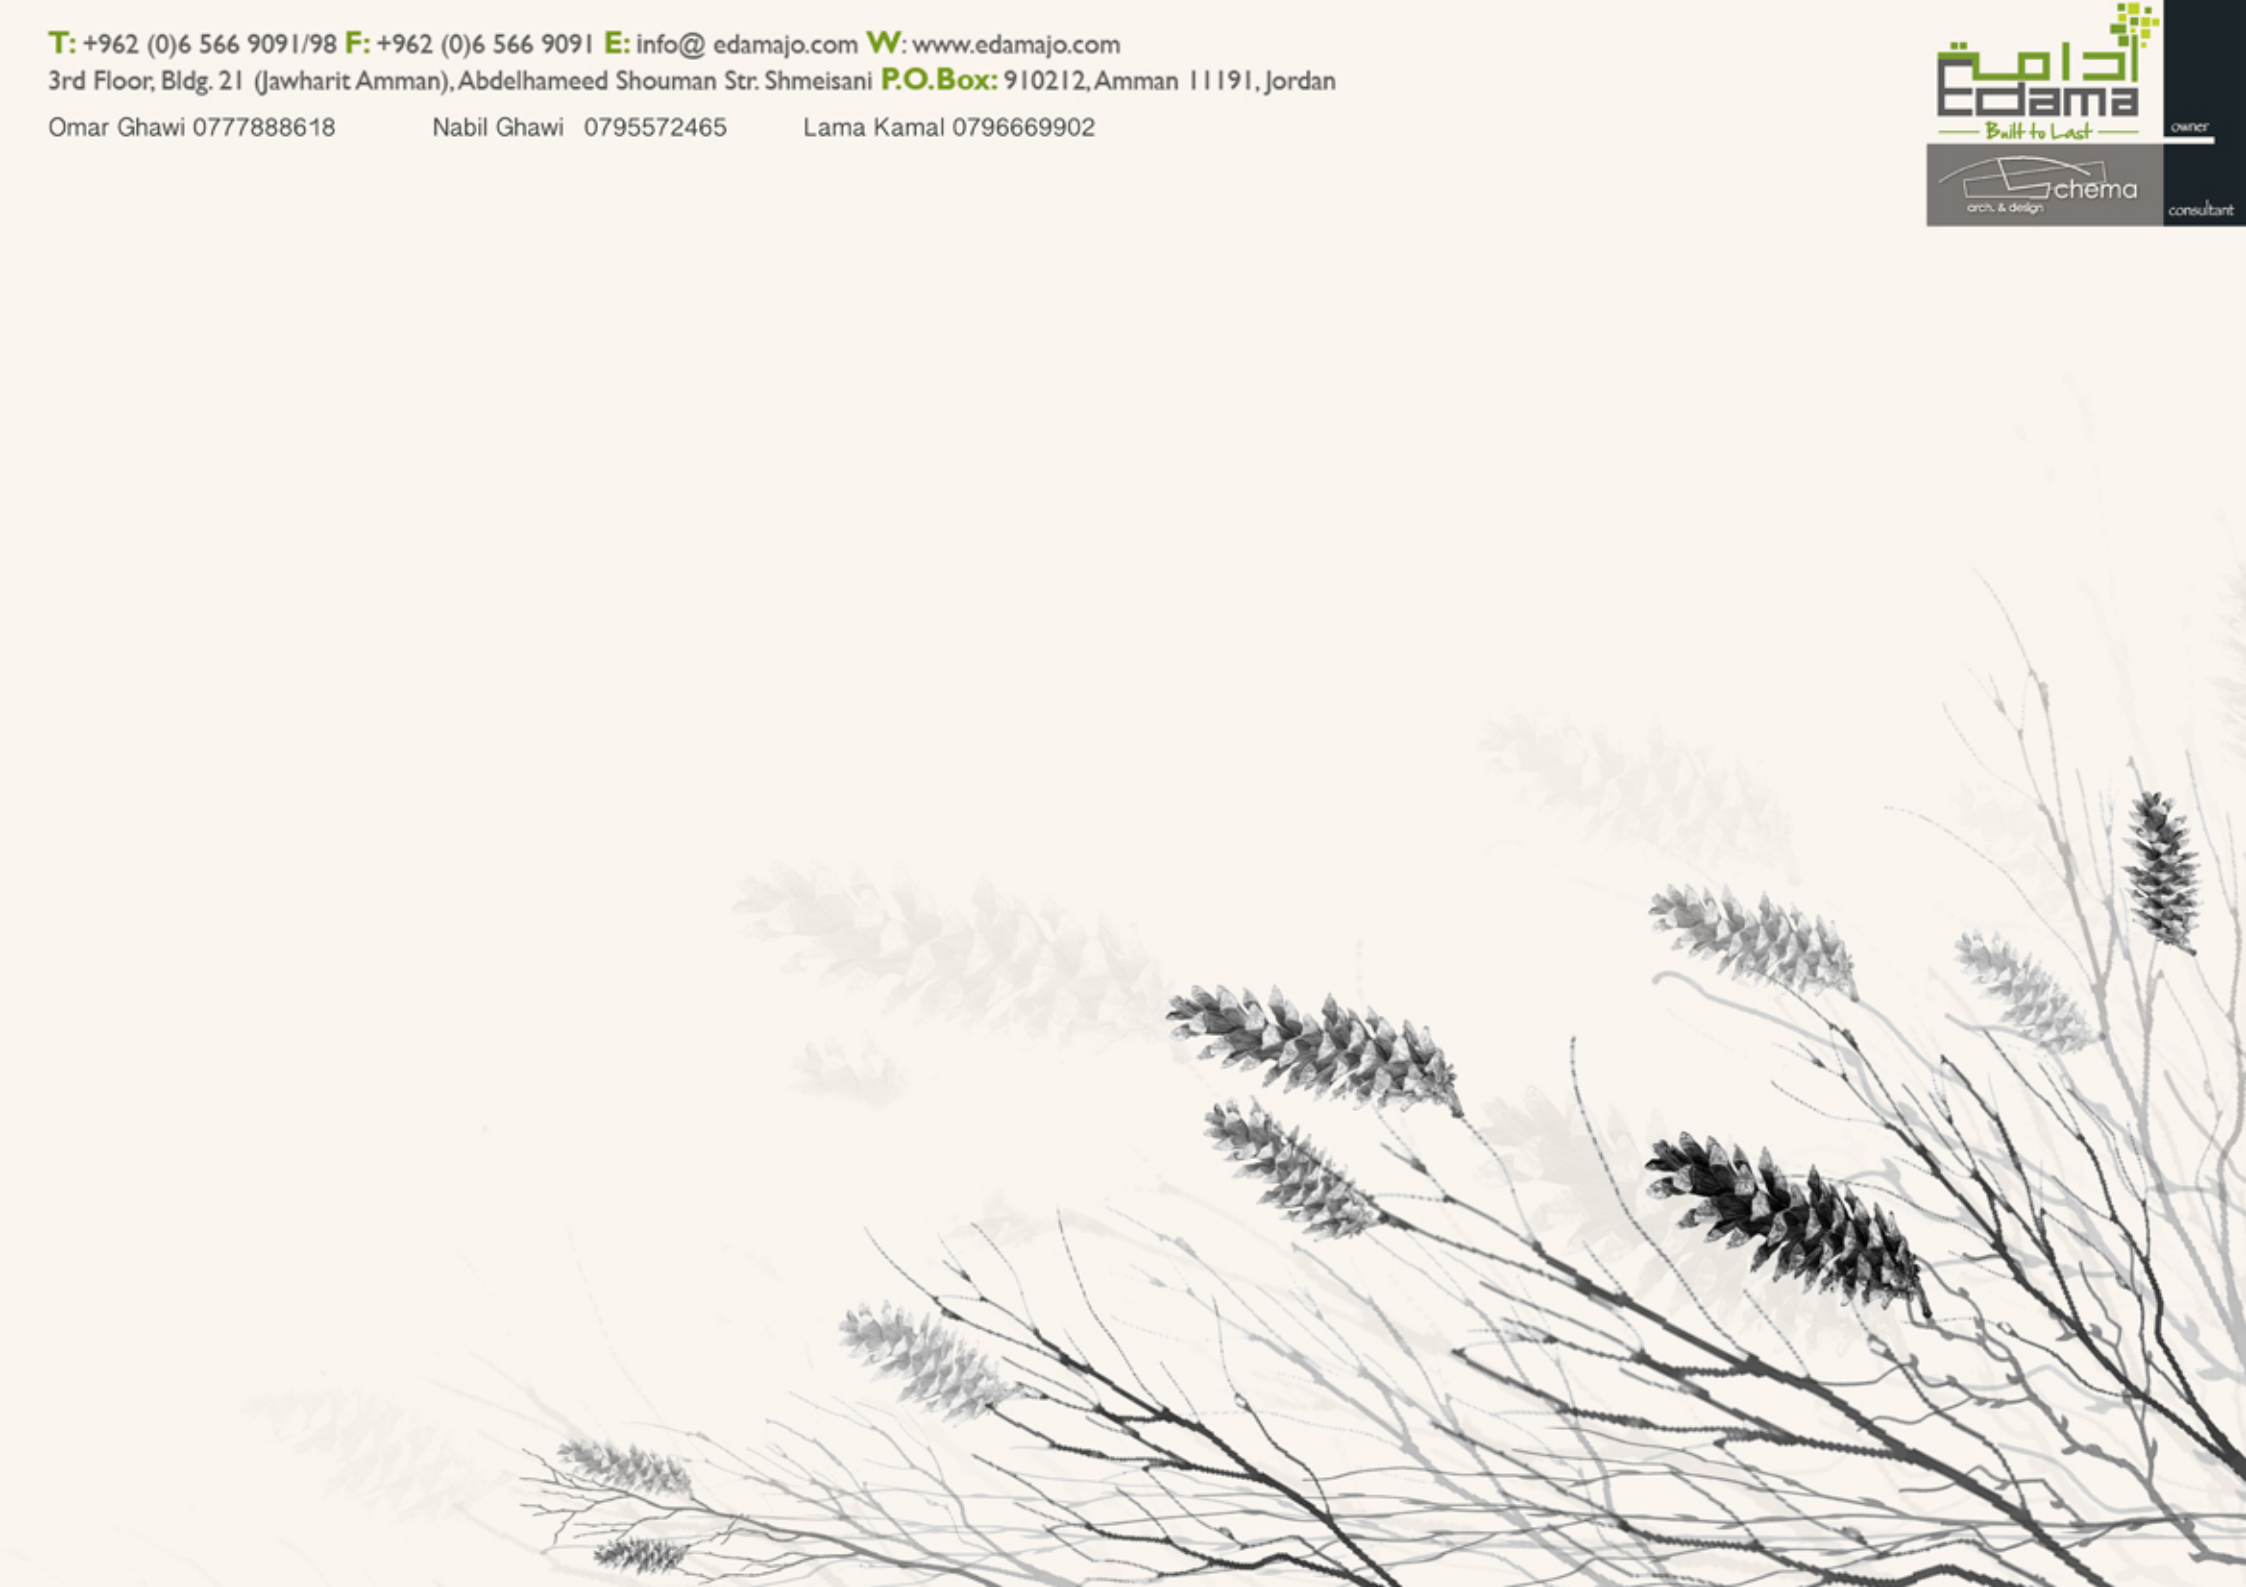 T: +962 (0)6 566 9091/98 F: +962 (0)6 566 9091 E: info@ edamajo.com W: www.edamajo.com
3rd Floor, Bldg. 21 (Jawharit Amman), Abdelhameed Shouman Str. Shmeisani P.O.Box: 910212, Amman 11191, Jordan
Omar Ghawi 0777888618 Nabil Ghawi 0795572465 Lama Kamal 0796669902
إدامة
Edama
Built to Last
owner
chema
arch. & design
consultant